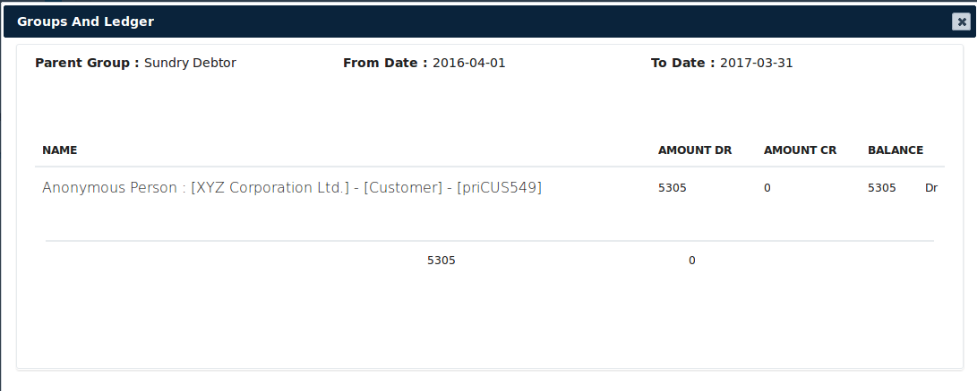 Groups And Ledger
Parent Group : Sundry Debtor From Date : 2016-04-01 To Date : 2017-03-31
NAME AMOUNT DR AMOUNT CR BALANCE
Anonymous Person : [XYZ Corporation Ltd.] - [Customer] - [priCUS549] 5305 0 5305 Dr
5305 0